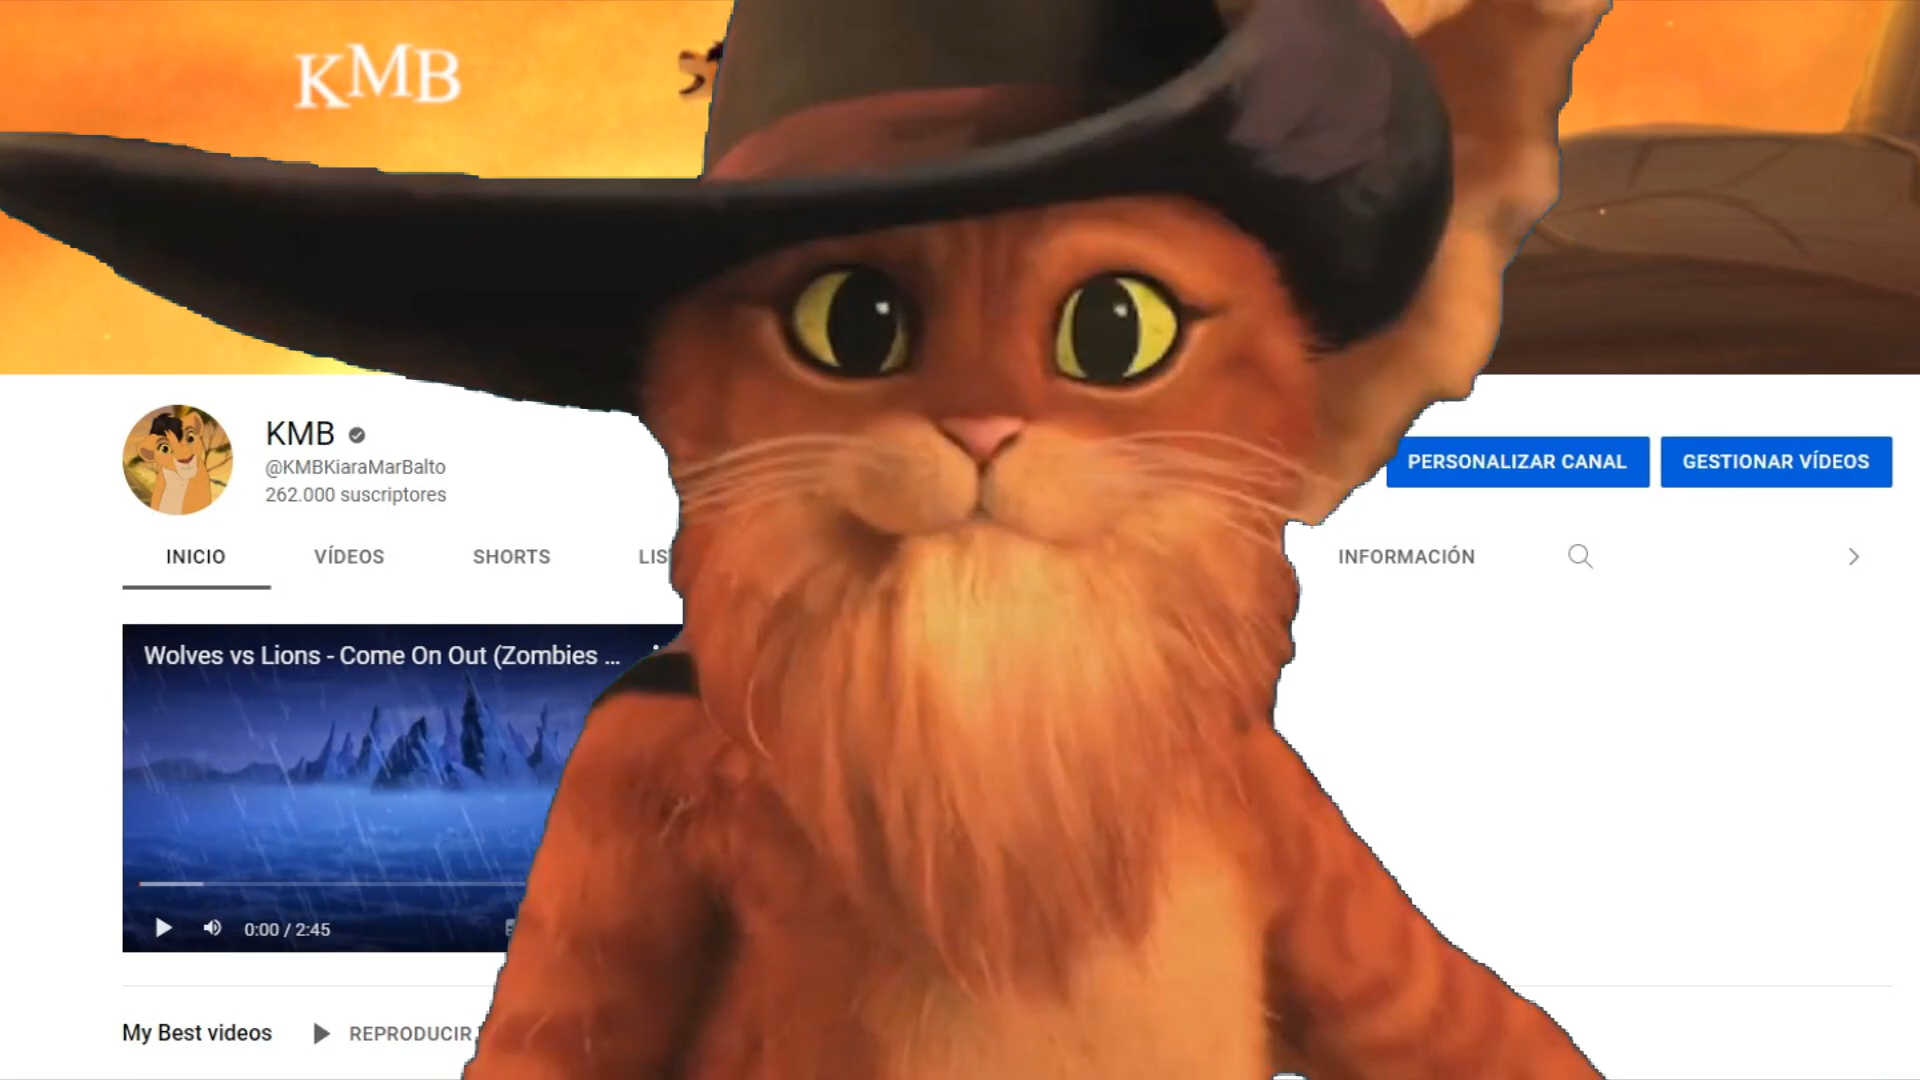 KMB
KMB
@KMBKiaraMarBalto
262.000 suscriptores
PERSONALIZAR CANAL
GESTIONAR VÍDEOS
INICIO
VÍDEOS
SHORTS
INFORMACIÓN
Wolves vs Lions - Come On Out (Zombies ...
0:00 / 2:45
My Best videos
REPRODUCIR